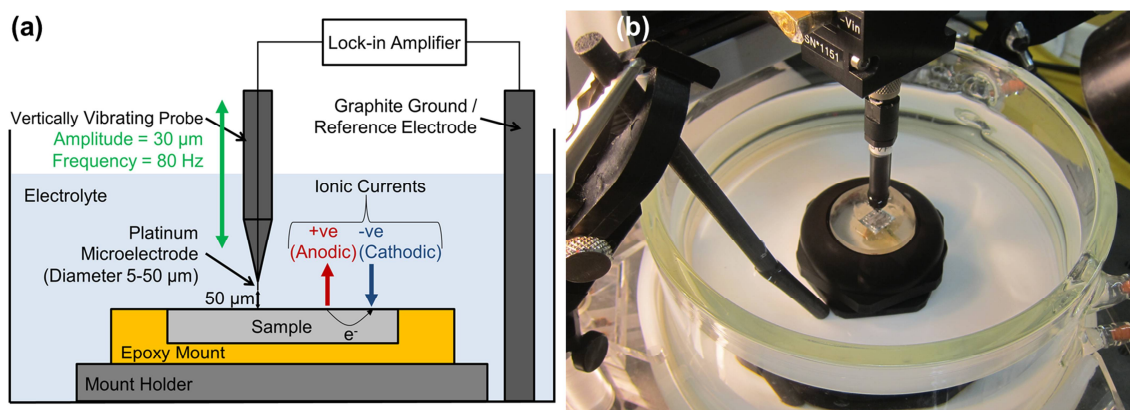 (a)
Lock-in Amplifier
Vertically Vibrating Probe
Amplitude = 30 µm
Frequency = 80 Hz
Graphite Ground /
Reference Electrode
Electrolyte
Ionic Currents
+ve
(Anodic)
-ve
(Cathodic)
Platinum
Microelectrode
(Diameter 5-50 µm)
50 µm
Sample
e-
Epoxy Mount
Mount Holder
(b)
-Vin
SN*1151